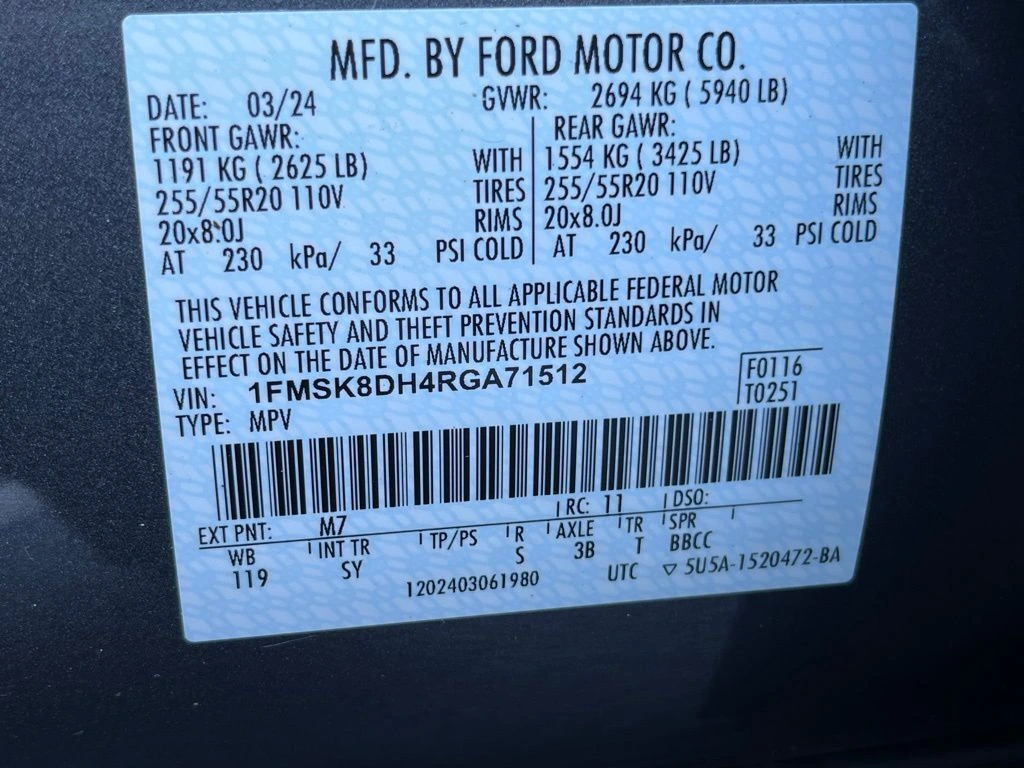 MFD. BY FORD MOTOR CO.
DATE: 03/24 GVWR: 2694 KG ( 5940 LB)
FRONT GAWR: REAR GAWR:
1191 KG ( 2625 LB) WITH 1554 KG ( 3425 LB) WITH
255/55R20 110V TIRES 255/55R20 110V TIRES
20x8.0J RIMS 20x8.0J RIMS
AT 230 kPa/ 33 PSI COLD AT 230 kPa/ 33 PSI COLD
THIS VEHICLE CONFORMS TO ALL APPLICABLE FEDERAL MOTOR
VEHICLE SAFETY AND THEFT PREVENTION STANDARDS IN
EFFECT ON THE DATE OF MANUFACTURE SHOWN ABOVE.
VIN: 1FMSK8DH4RGA71512 F0116
TYPE: MPV T0251
EXT PNT: M7 RC: 11 DSO:
WB INT TR TP/PS R AXLE TR SPR
119 SY S 3B T BBCC
1202403061980 UTC ▽ 5U5A-1520472-BA